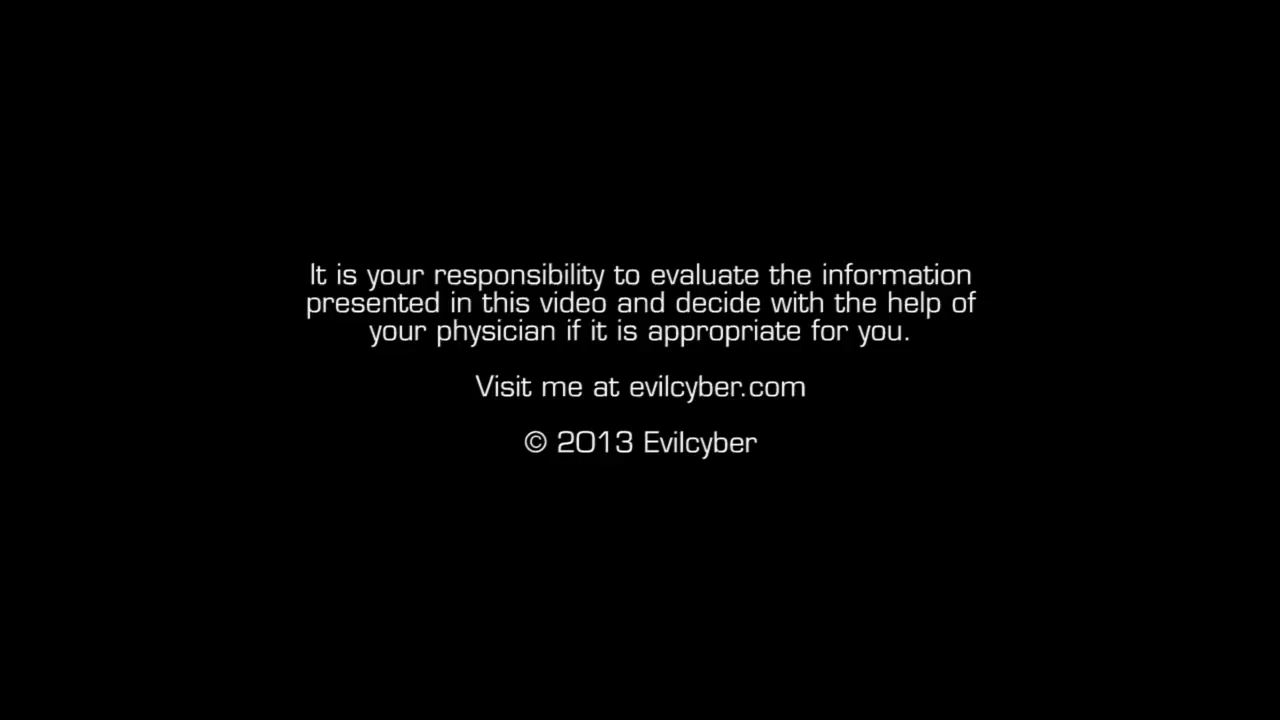 It is your responsibility to evaluate the information
presented in this video and decide with the help of
your physician if it is appropriate for you.
Visit me at evilcyber.com
© 2013 Evilcyber